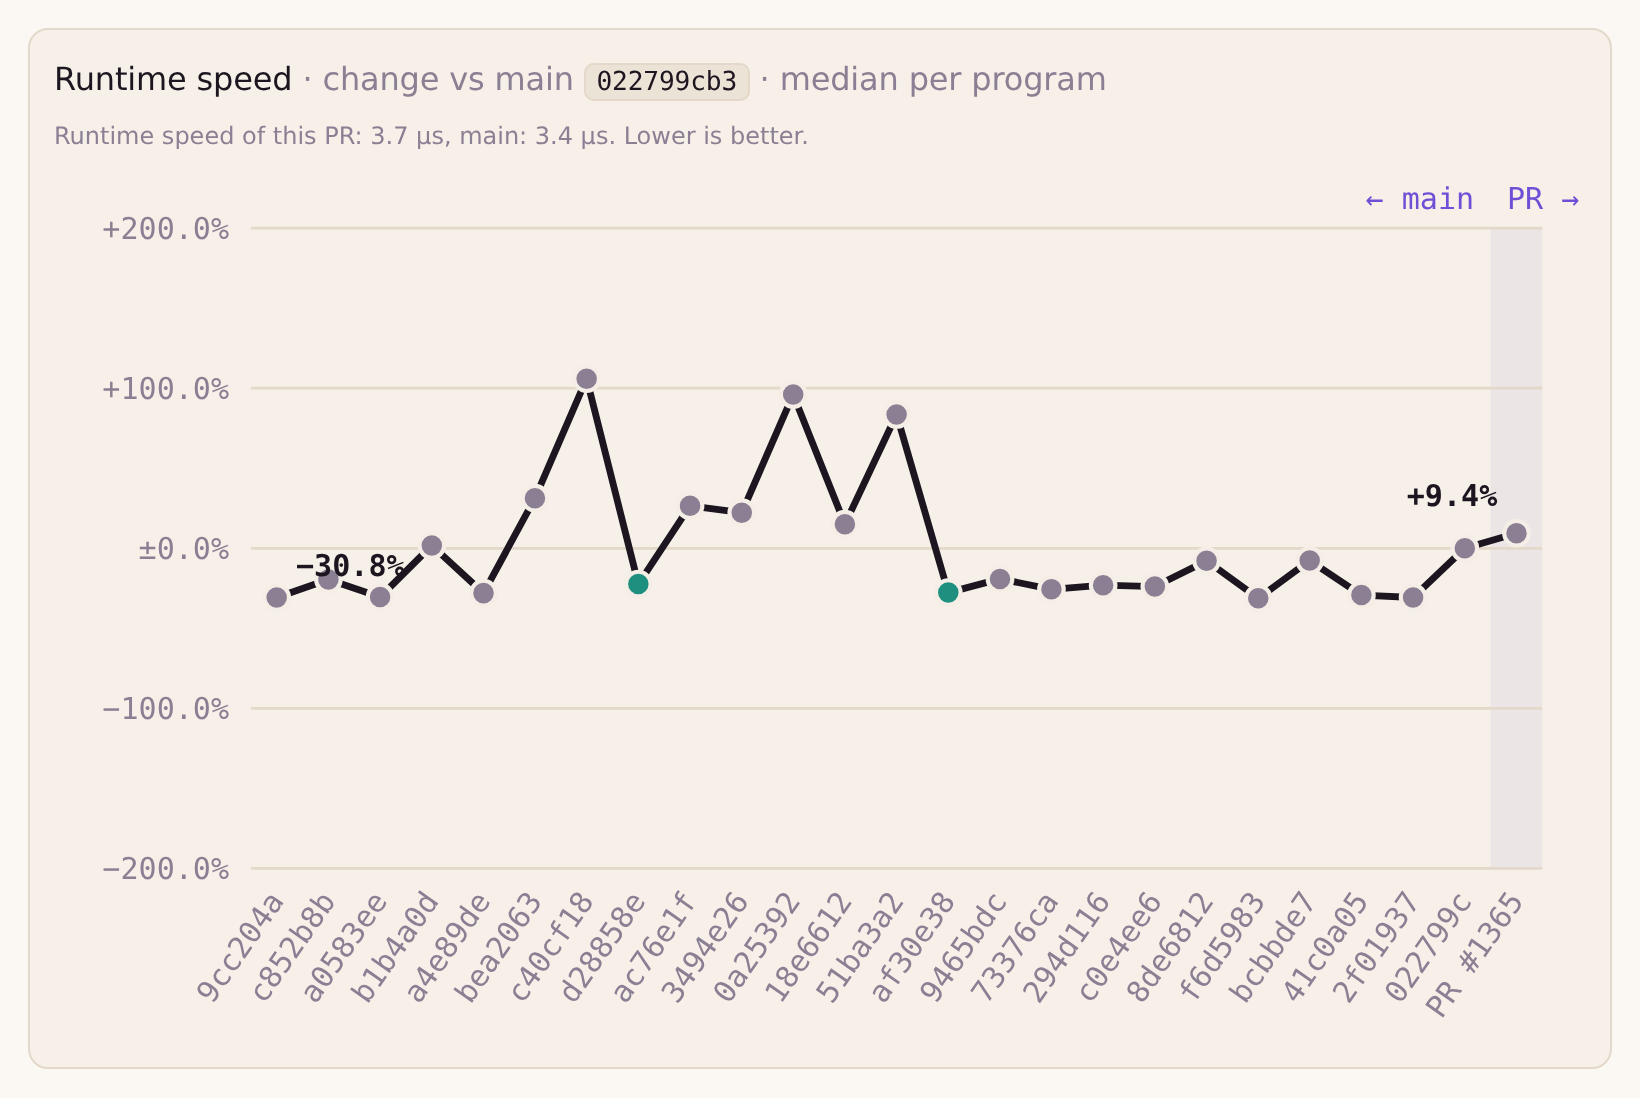 Runtime speed · change vs main 022799cb3 · median per program
Runtime speed of this PR: 3.7 µs, main: 3.4 µs. Lower is better.
← main PR →
+200.0%
+100.0%
+9.4%
±0.0%
−30.8%
−100.0%
−200.0%
9cc204a
c852b8b
a0583ee
b1b4a0d
a4e89de
bea2063
c40cf18
d28858e
ac76e1f
3494e26
0a25392
18e6612
51ba3a2
af30e38
9465bdc
73376ca
294d116
c0e4ee6
8de6812
f6d5983
bcbbde7
41c0a05
2f01937
022799c
PR #1365